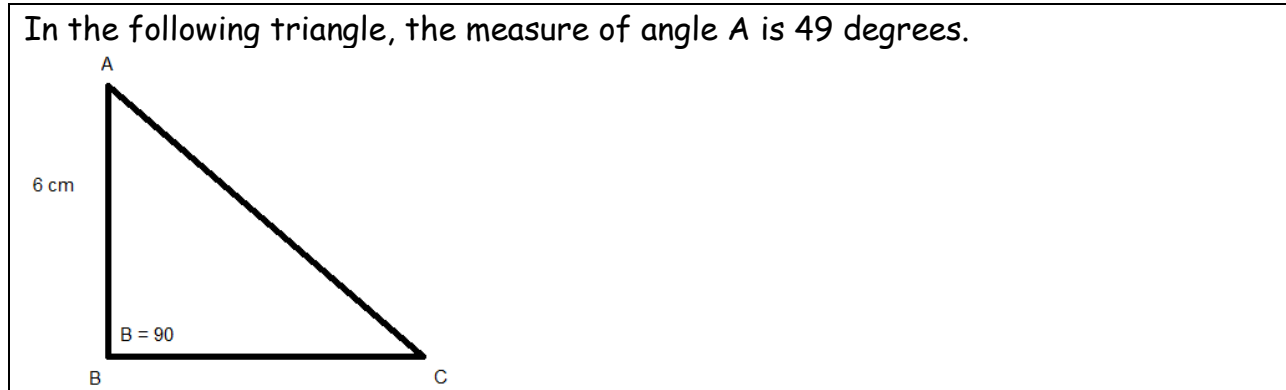 In the following triangle, the measure of angle A is 49 degrees.
A
6 cm
B = 90
B C